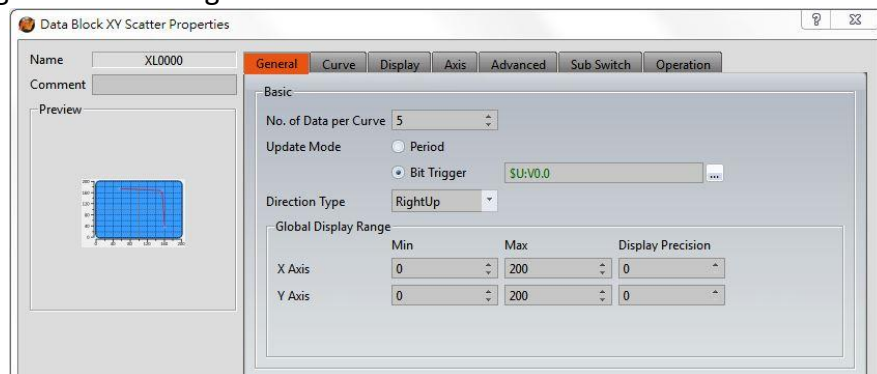 Data Block XY Scatter Properties
Name XL0000
Comment
Preview
General Curve Display Axis Advanced Sub Switch Operation
Basic
No. of Data per Curve 5
Update Mode Period
Bit Trigger $U:V0.0 ...
Direction Type RightUp
Global Display Range
Min Max Display Precision
X Axis 0 200 0
Y Axis 0 200 0